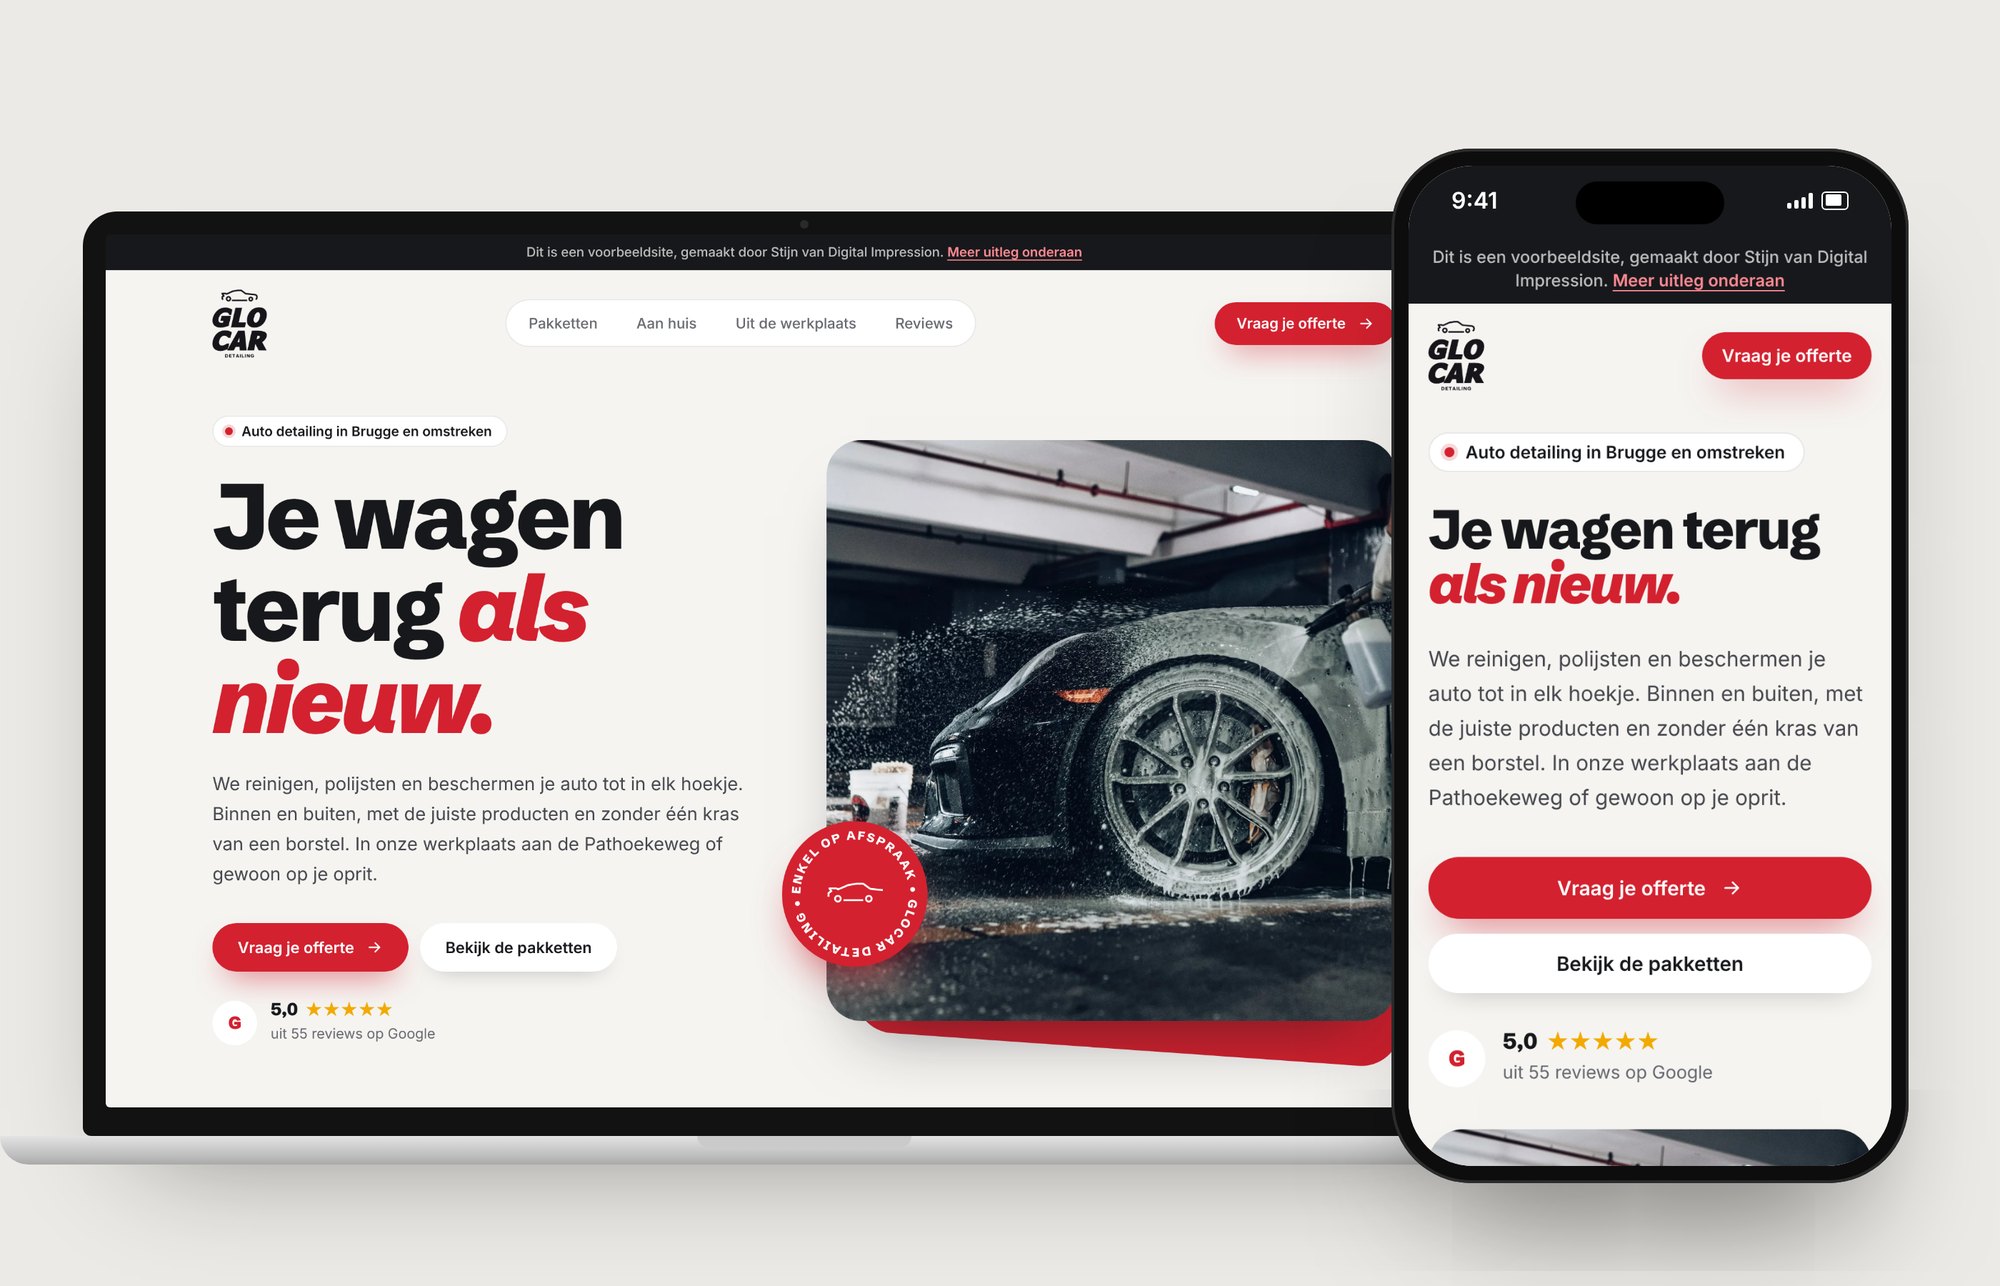 Dit is een voorbeeldsite, gemaakt door Stijn van Digital Impression. Meer uitleg onderaan
GLO
CAR
DETAILING
Pakketten
Aan huis
Uit de werkplaats
Reviews
Vraag je offerte →
Auto detailing in Brugge en omstreken
Je wagen
terug als
nieuw.
We reinigen, polijsten en beschermen je auto tot in elk hoekje.
Binnen en buiten, met de juiste producten en zonder één kras
van een borstel. In onze werkplaats aan de Pathoekeweg of
gewoon op je oprit.
Vraag je offerte →
Bekijk de pakketten
G
5,0 ★★★★★
uit 55 reviews op Google
ENKEL OP AFSPRAAK • GLOCAR DETAILING •
9:41
Dit is een voorbeeldsite, gemaakt door Stijn van Digital
Impression. Meer uitleg onderaan
GLO
CAR
DETAILING
Vraag je offerte
Auto detailing in Brugge en omstreken
Je wagen terug
als nieuw.
We reinigen, polijsten en beschermen je
auto tot in elk hoekje. Binnen en buiten, met
de juiste producten en zonder één kras van
een borstel. In onze werkplaats aan de
Pathoekeweg of gewoon op je oprit.
Vraag je offerte →
Bekijk de pakketten
G
5,0 ★★★★★
uit 55 reviews op Google